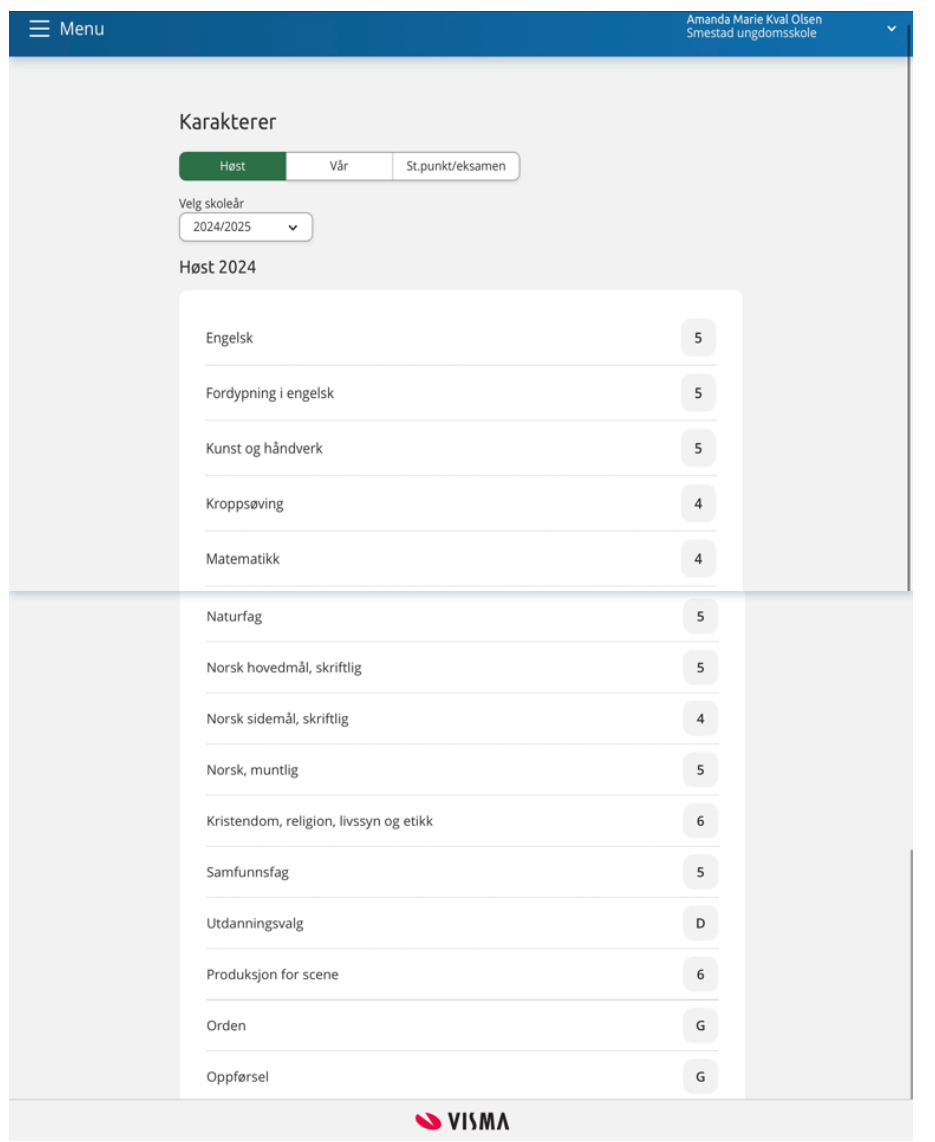 Menu
Amanda Marie Kval Olsen
Smestad ungdomsskole
Karakterer
Høst Vår St.punkt/eksamen
Velg skoleår
2024/2025
Høst 2024
Engelsk 5
Fordypning i engelsk 5
Kunst og håndverk 5
Kroppsøving 4
Matematikk 4
Naturfag 5
Norsk hovedmål, skriftlig 5
Norsk sidemål, skriftlig 4
Norsk, muntlig 5
Kristendom, religion, livssyn og etikk 6
Samfunnsfag 5
Utdanningsvalg D
Produksjon for scene 6
Orden G
Oppførsel G
VISMA